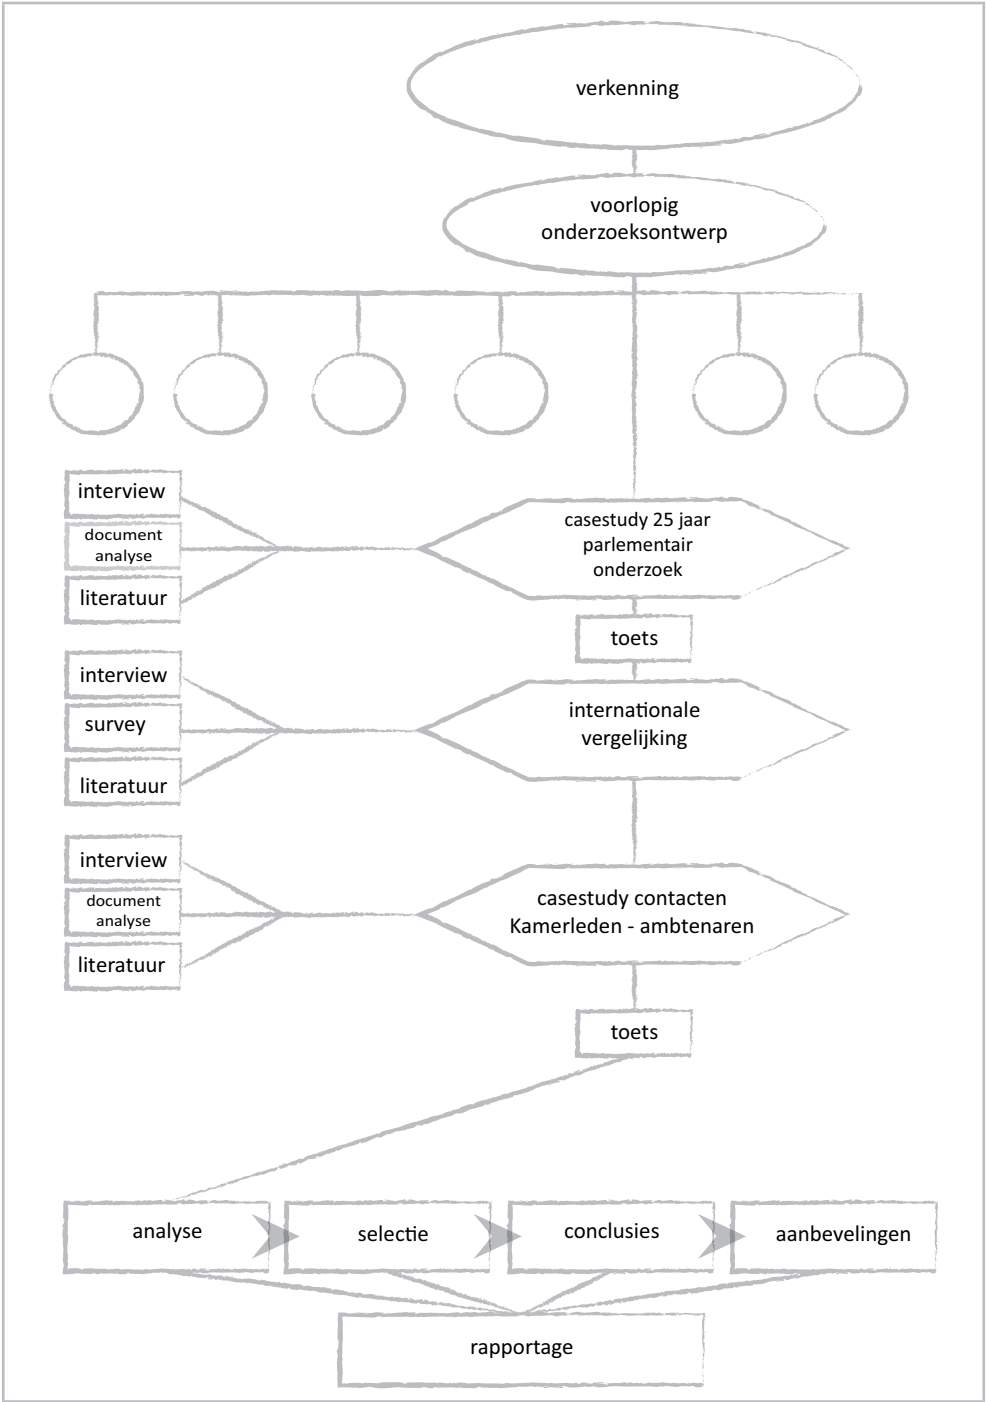 verkenning
voorlopig
onderzoeksontwerp
interview
document
analyse
literatuur
casestudy 25 jaar
parlementair
onderzoek
toets
interview
survey
literatuur
internationale
vergelijking
interview
document
analyse
literatuur
casestudy contacten
Kamerleden - ambtenaren
toets
analyse
selectie
conclusies
aanbevelingen
rapportage